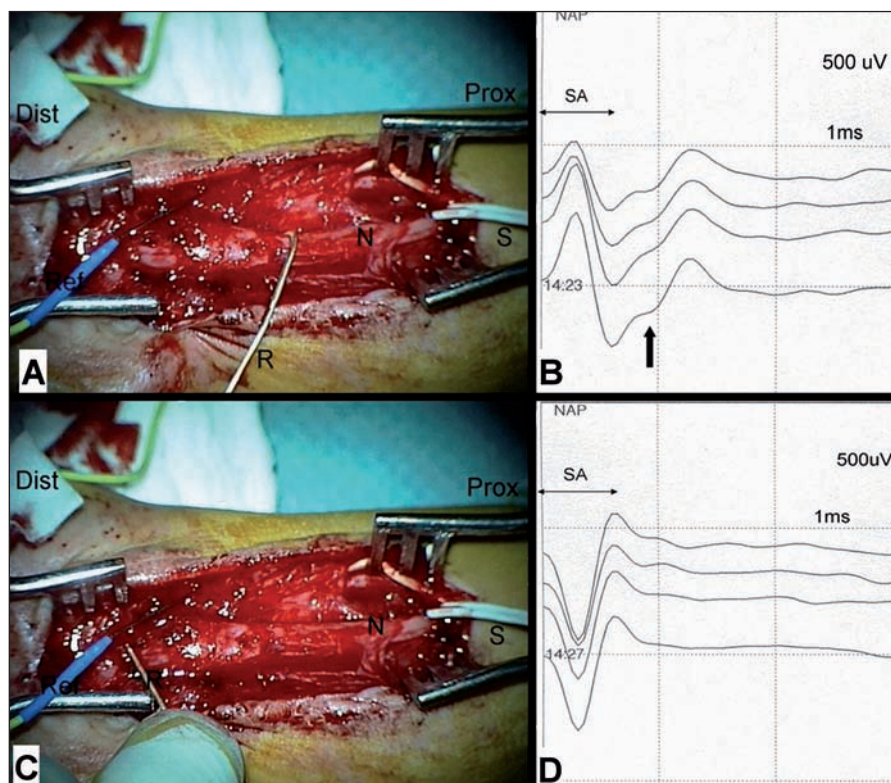 Dist
Prox
N
S
Ref
R
A
NAP
500 uV
SA
1ms
14:23
B
Dist
Prox
N
S
Ref
R
C
NAP
500uV
SA
1ms
14:27
D